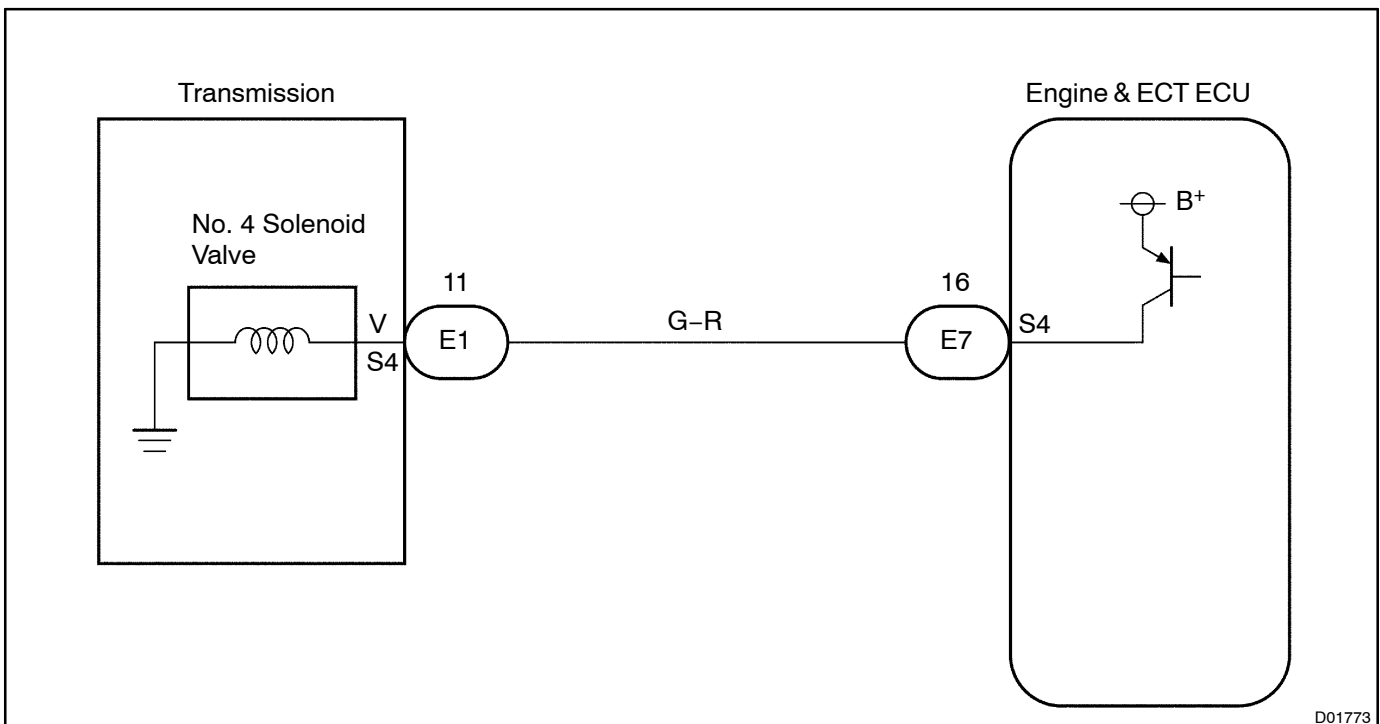 Transmission
Engine & ECT ECU
B+
No. 4 Solenoid
Valve
11
16
V
S4
E1
G–R
E7
S4
D01773